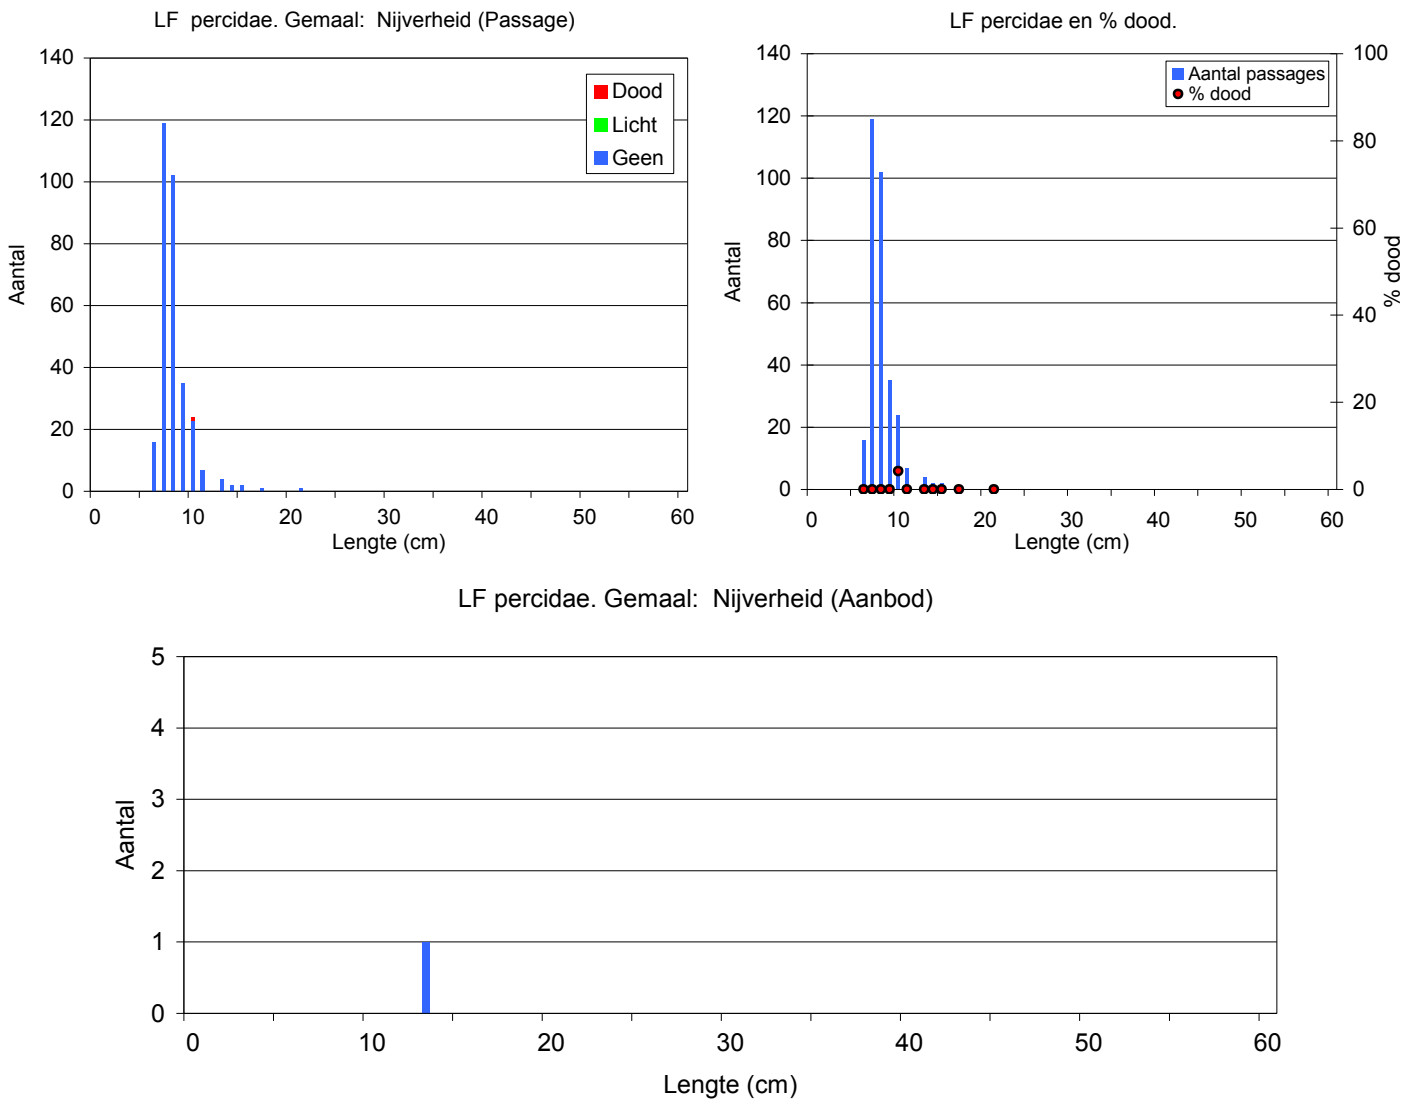 LF percidae. Gemaal: Nijverheid (Passage)
140
120
100
80
60
40
20
0
Aantal
Dood
Licht
Geen
0 10 20 30 40 50 60
Lengte (cm)
LF percidae en % dood.
140
120
100
80
60
40
20
0
Aantal
Aantal passages
% dood
100
80
60
40
20
0
% dood
0 10 20 30 40 50 60
Lengte (cm)
LF percidae. Gemaal: Nijverheid (Aanbod)
5
4
3
2
1
0
Aantal
0 10 20 30 40 50 60
Lengte (cm)